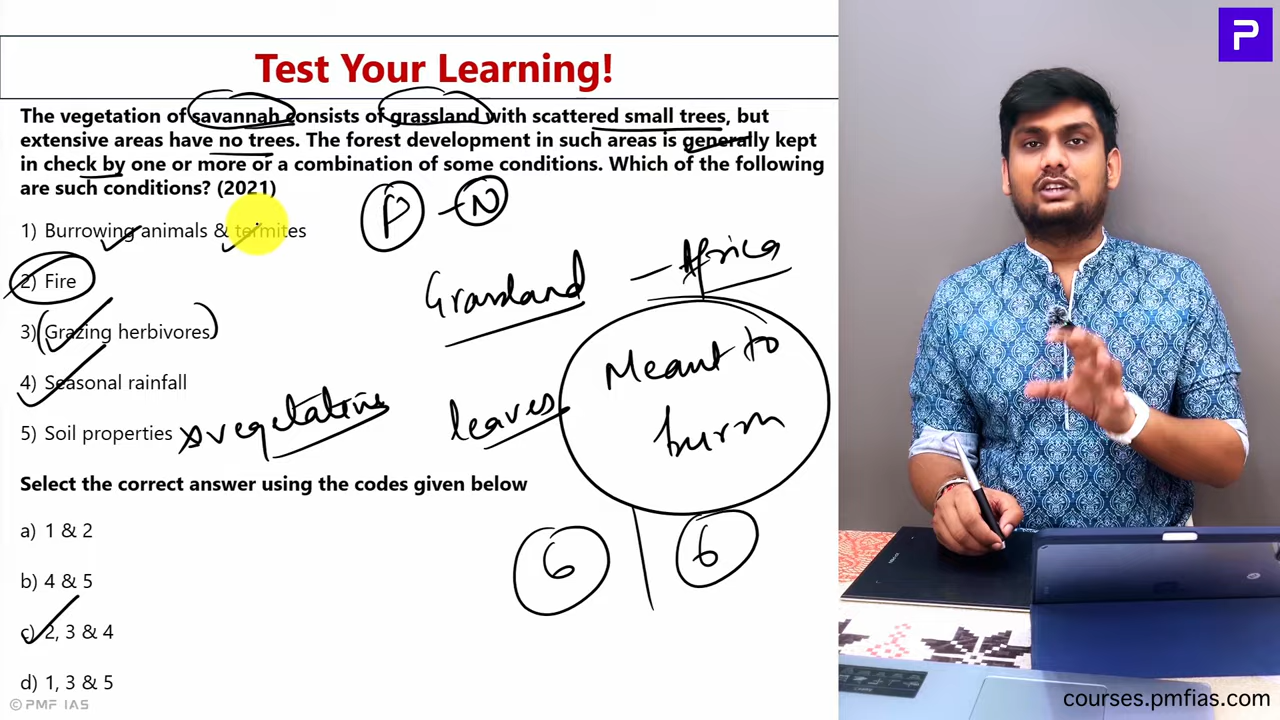 P
Test Your Learning!
The vegetation of savannah consists of grassland with scattered small trees, but
extensive areas have no trees. The forest development in such areas is generally kept
in check by one or more or a combination of some conditions. Which of the following
are such conditions? (2021)
P - N
1) Burrowing animals & termites
Grassland - Africa
2) Fire
3) (Grazing herbivores)
Meant to
burn
4) Seasonal rainfall
vegetative
leaves
5) Soil properties
Select the correct answer using the codes given below
a) 1 & 2
6 | 6
b) 4 & 5
c) 2, 3 & 4
d) 1, 3 & 5
© PMF IAS
courses.pmfias.com